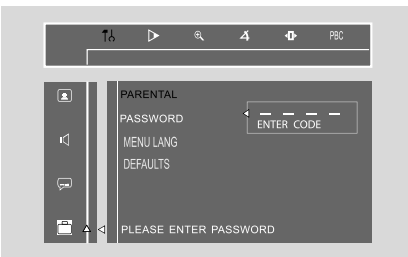 PBC
PARENTAL
PASSWORD
ENTER CODE
MENU LANG
DEFAULTS
PLEASE ENTER PASSWORD